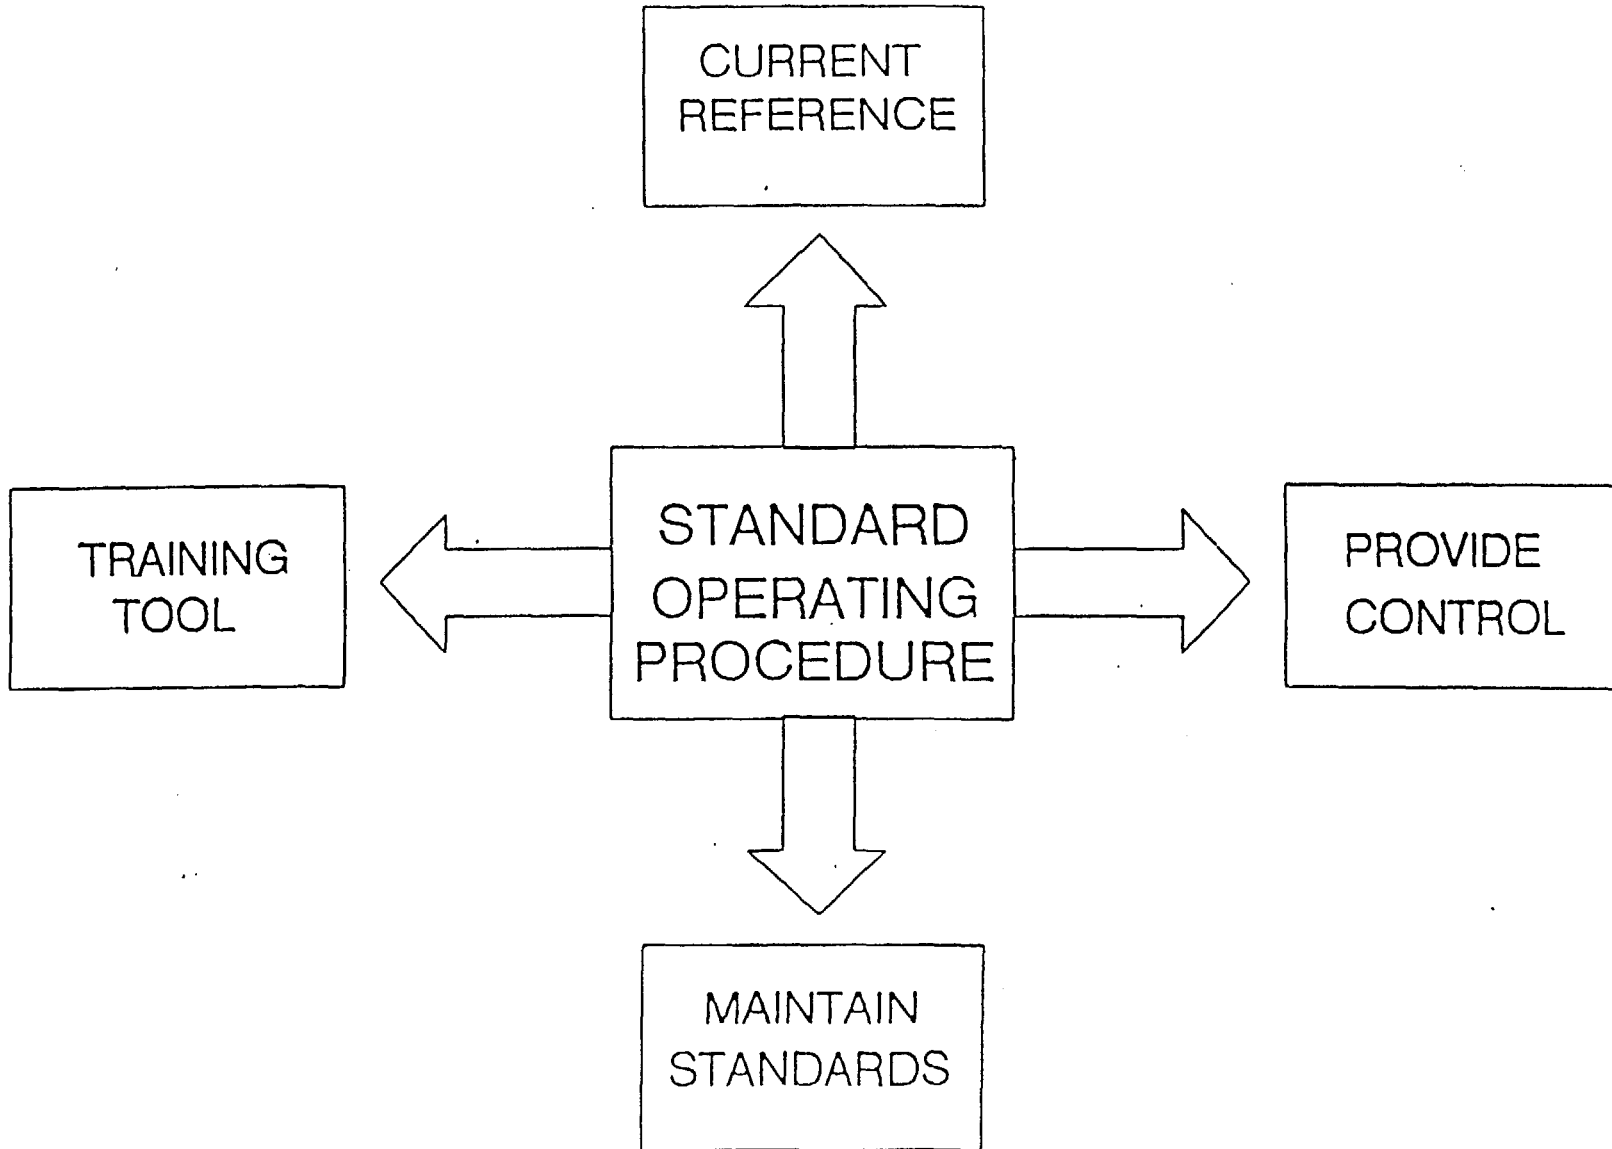 CURRENT
REFERENCE
TRAINING
TOOL
STANDARD
OPERATING
PROCEDURE
PROVIDE
CONTROL
MAINTAIN
STANDARDS